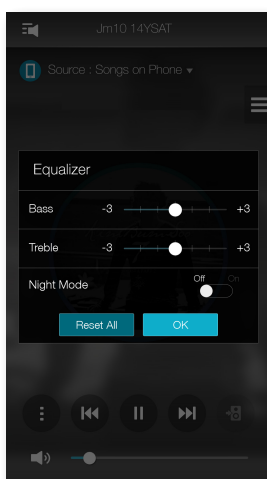 Jm10 14YSAT
Source : Songs on Phone
Equalizer
Bass -3 +3
Treble -3 +3
Night Mode Off On
Reset All OK